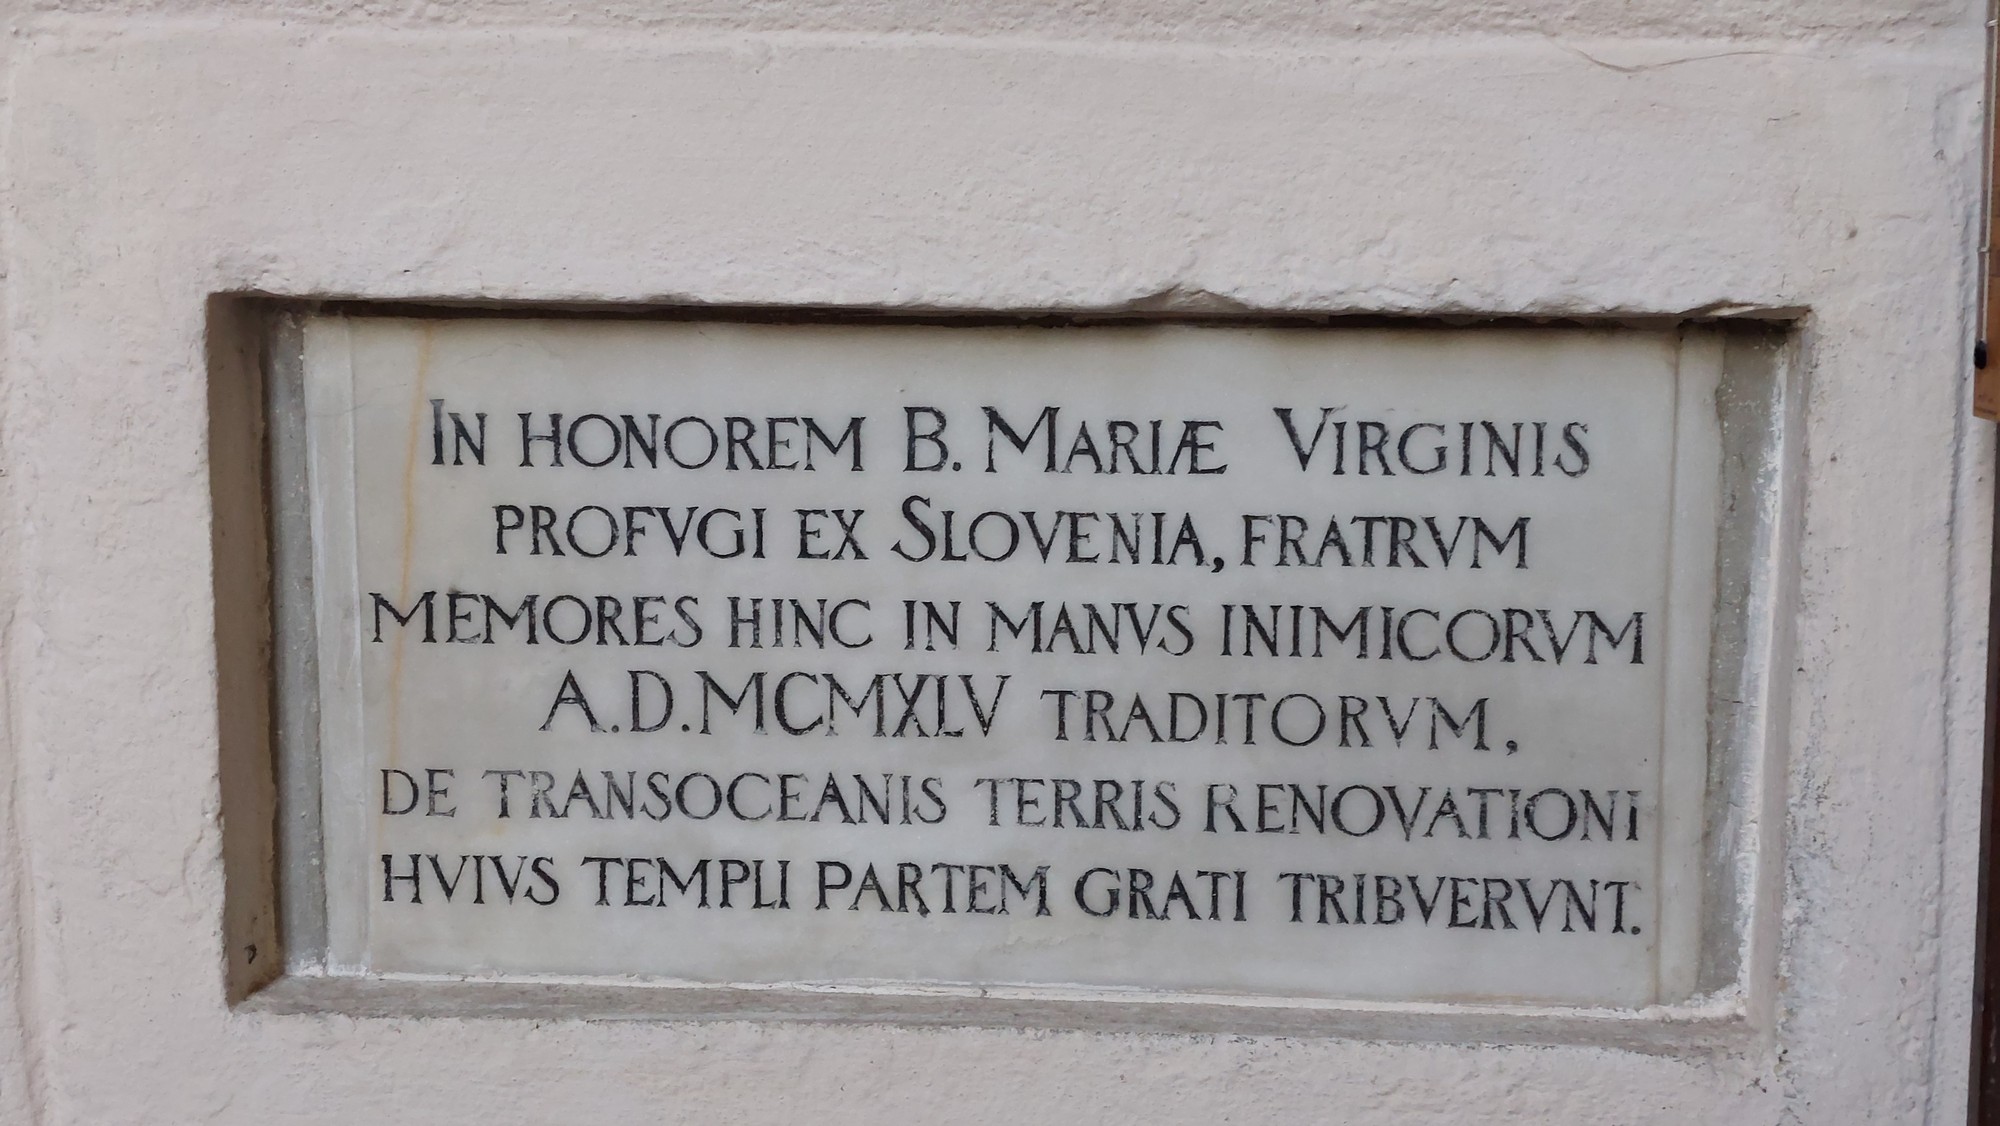 IN HONOREM B. MARIÆ VIRGINIS
PROFVGI EX SLOVENIA, FRATRVM
MEMORES HINC IN MANVS INIMICORVM
A.D.MCMXLV TRADITORVM,
DE TRANSOCEANIS TERRIS RENOVATIONI
HVIVS TEMPLI PARTEM GRATI TRIBVERVNT.